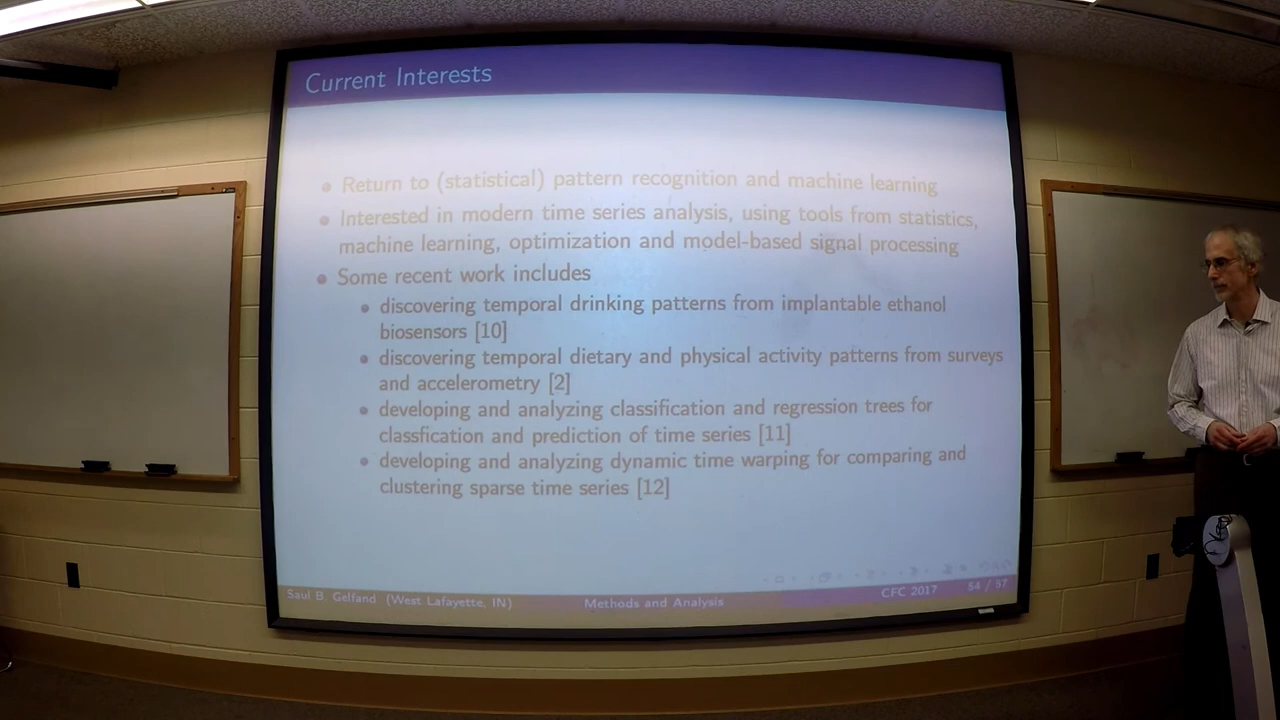 Current Interests
• Return to (statistical) pattern recognition and machine learning
• Interested in modern time series analysis, using tools from statistics,
machine learning, optimization and model-based signal processing
• Some recent work includes
• discovering temporal drinking patterns from implantable ethanol
biosensors [10]
• discovering temporal dietary and physical activity patterns from surveys
and accelerometry [2]
• developing and analyzing classification and regression trees for
classfication and prediction of time series [11]
• developing and analyzing dynamic time warping for comparing and
clustering sparse time series [12]
Saul B. Gelfand (West Lafayette, IN) Methods and Analysis CFC 2017 54 / 57